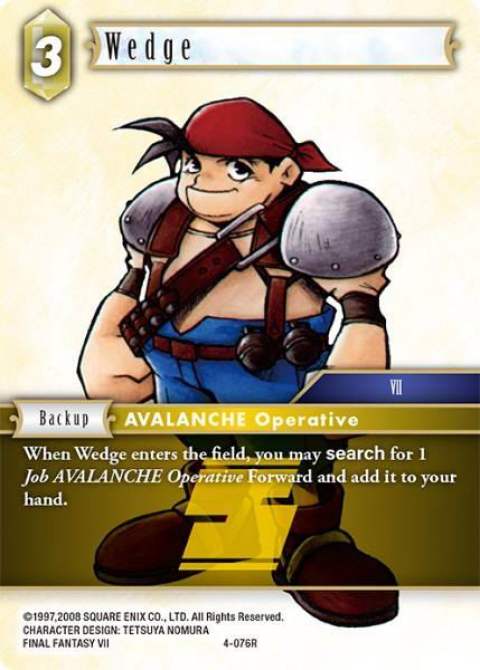 3
Wedge
VII
Backup
AVALANCHE Operative
When Wedge enters the field, you may search for 1
Job AVALANCHE Operative Forward and add it to your
hand.
©1997,2008 SQUARE ENIX CO., LTD. All Rights Reserved.
CHARACTER DESIGN: TETSUYA NOMURA
FINAL FANTASY VII 4-076R